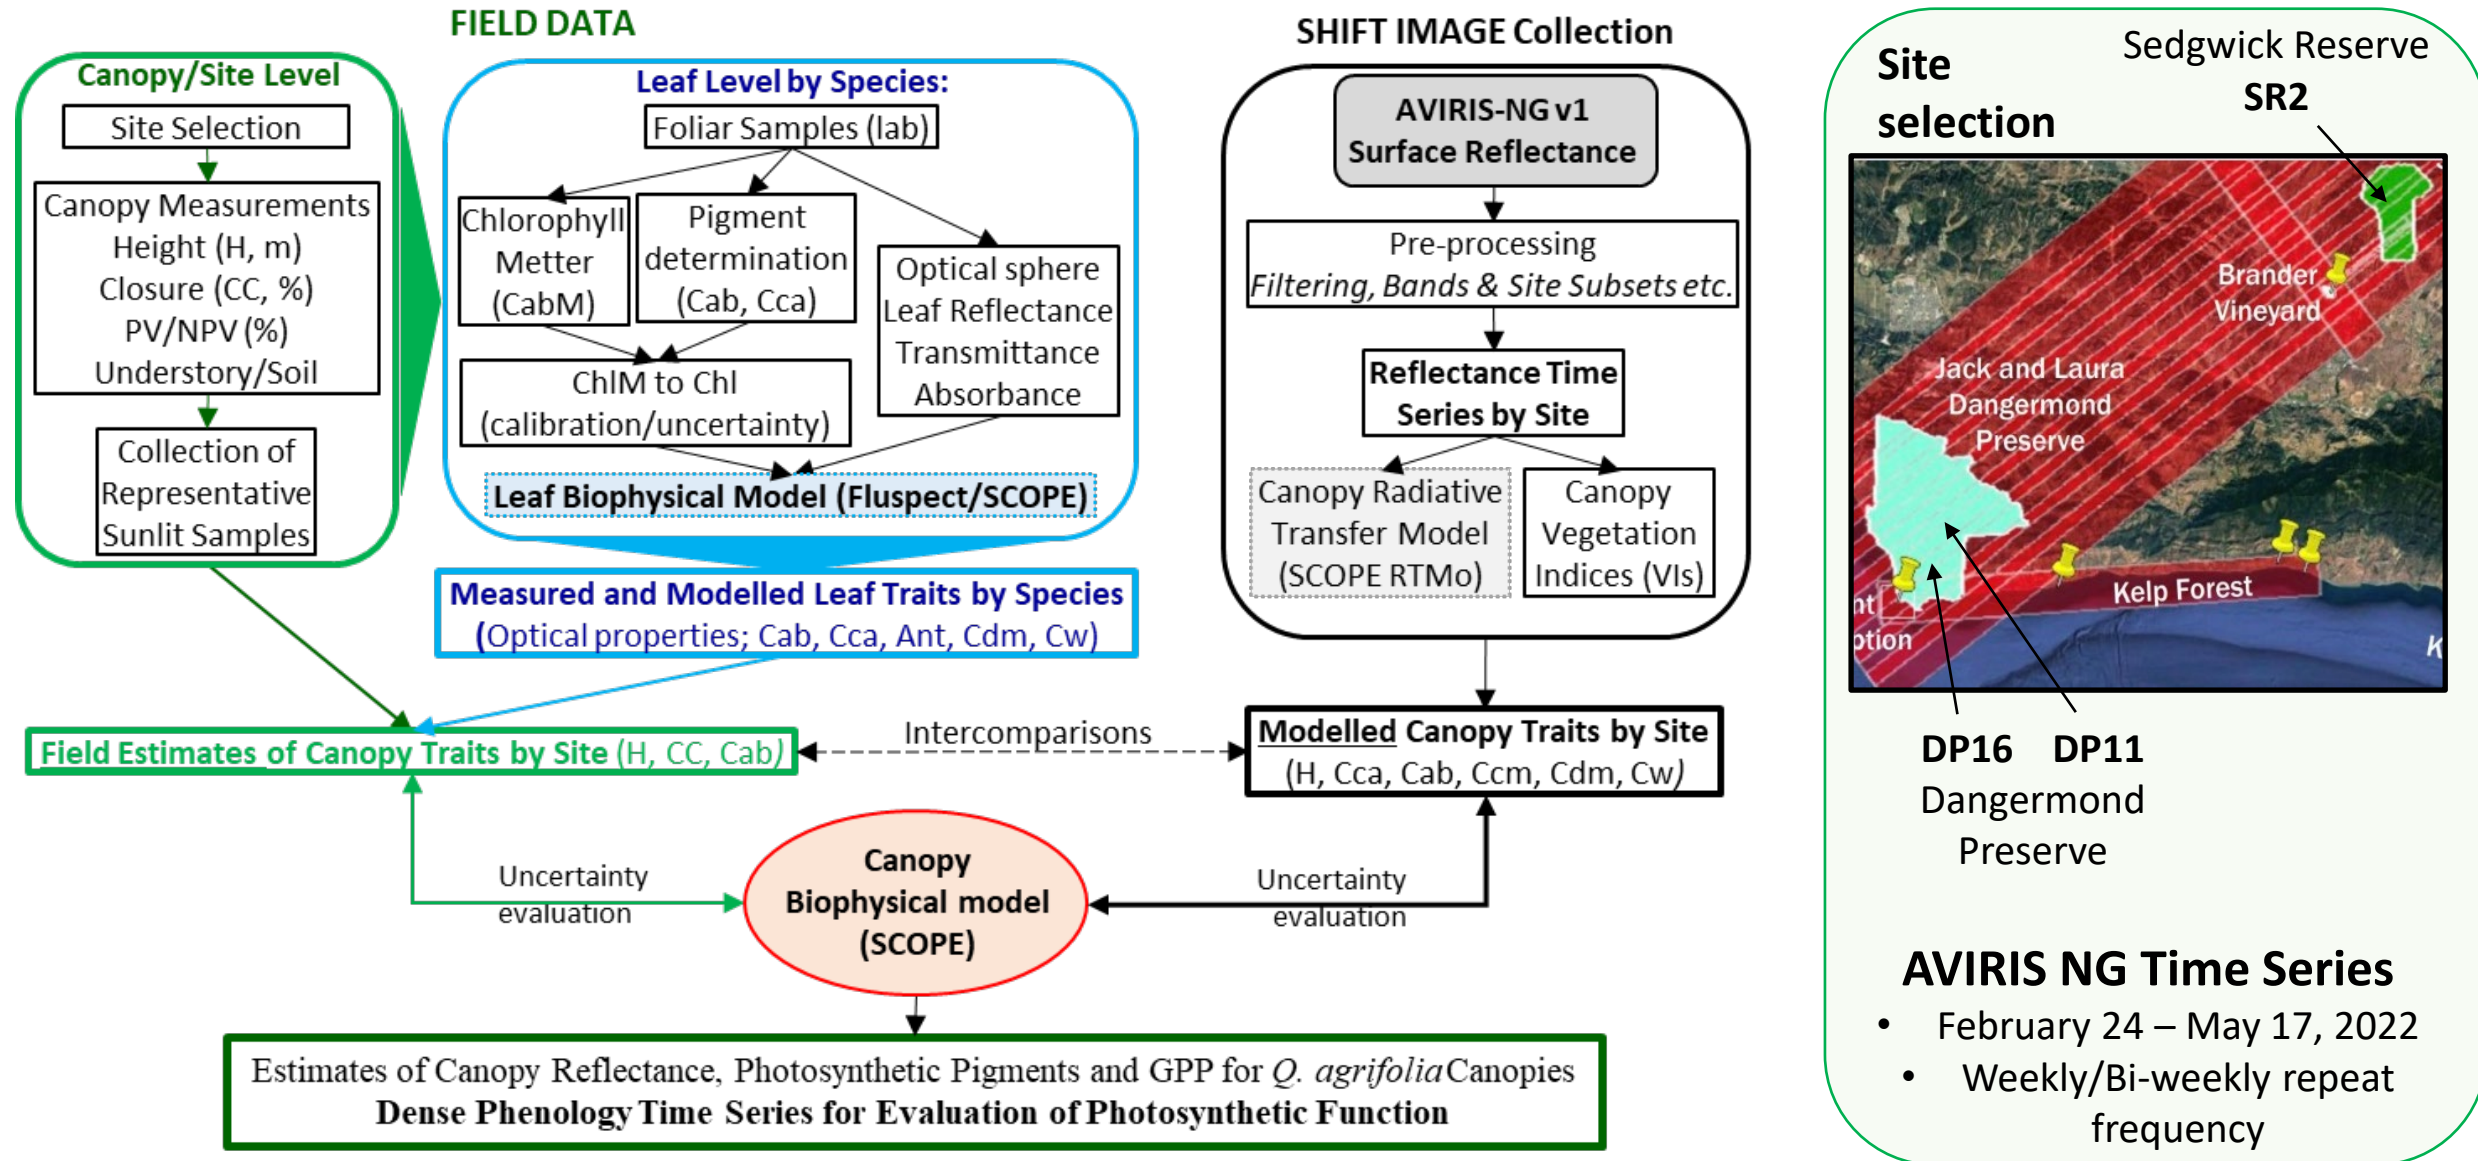 FIELD DATA
Canopy/Site Level
Site Selection
Canopy Measurements
Height (H, m)
Closure (CC, %)
PV/NPV (%)
Understory/Soil
Collection of
Representative
Sunlit Samples
Leaf Level by Species:
Foliar Samples (lab)
Chlorophyll
Metter
(CabM)
Pigment
determination
(Cab, Cca)
Optical sphere
Leaf Reflectance
Transmittance
Absorbance
ChlM to Chl
(calibration/uncertainty)
Leaf Biophysical Model (Fluspect/SCOPE)
Measured and Modelled Leaf Traits by Species
(Optical properties; Cab, Cca, Ant, Cdm, Cw)
SHIFT IMAGE Collection
AVIRIS-NG v1
Surface Reflectance
Pre-processing
Filtering, Bands & Site Subsets etc.
Reflectance Time
Series by Site
Canopy Radiative
Transfer Model
(SCOPE RTMo)
Canopy
Vegetation
Indices (VIs)
Field Estimates of Canopy Traits by Site (H, CC, Cab)
Intercomparisons
Modelled Canopy Traits by Site
(H, Cca, Cab, Ccm, Cdm, Cw)
Uncertainty
evaluation
Canopy
Biophysical model
(SCOPE)
Uncertainty
evaluation
Estimates of Canopy Reflectance, Photosynthetic Pigments and GPP for Q. agrifolia Canopies
Dense Phenology Time Series for Evaluation of Photosynthetic Function
Site
selection
Sedgwick Reserve
SR2
Brander
Vineyard
Jack and Laura
Dangermond
Preserve
Kelp Forest
nt
ption
K
DP16 DP11
Dangermond
Preserve
AVIRIS NG Time Series
• February 24 – May 17, 2022
• Weekly/Bi-weekly repeat
frequency